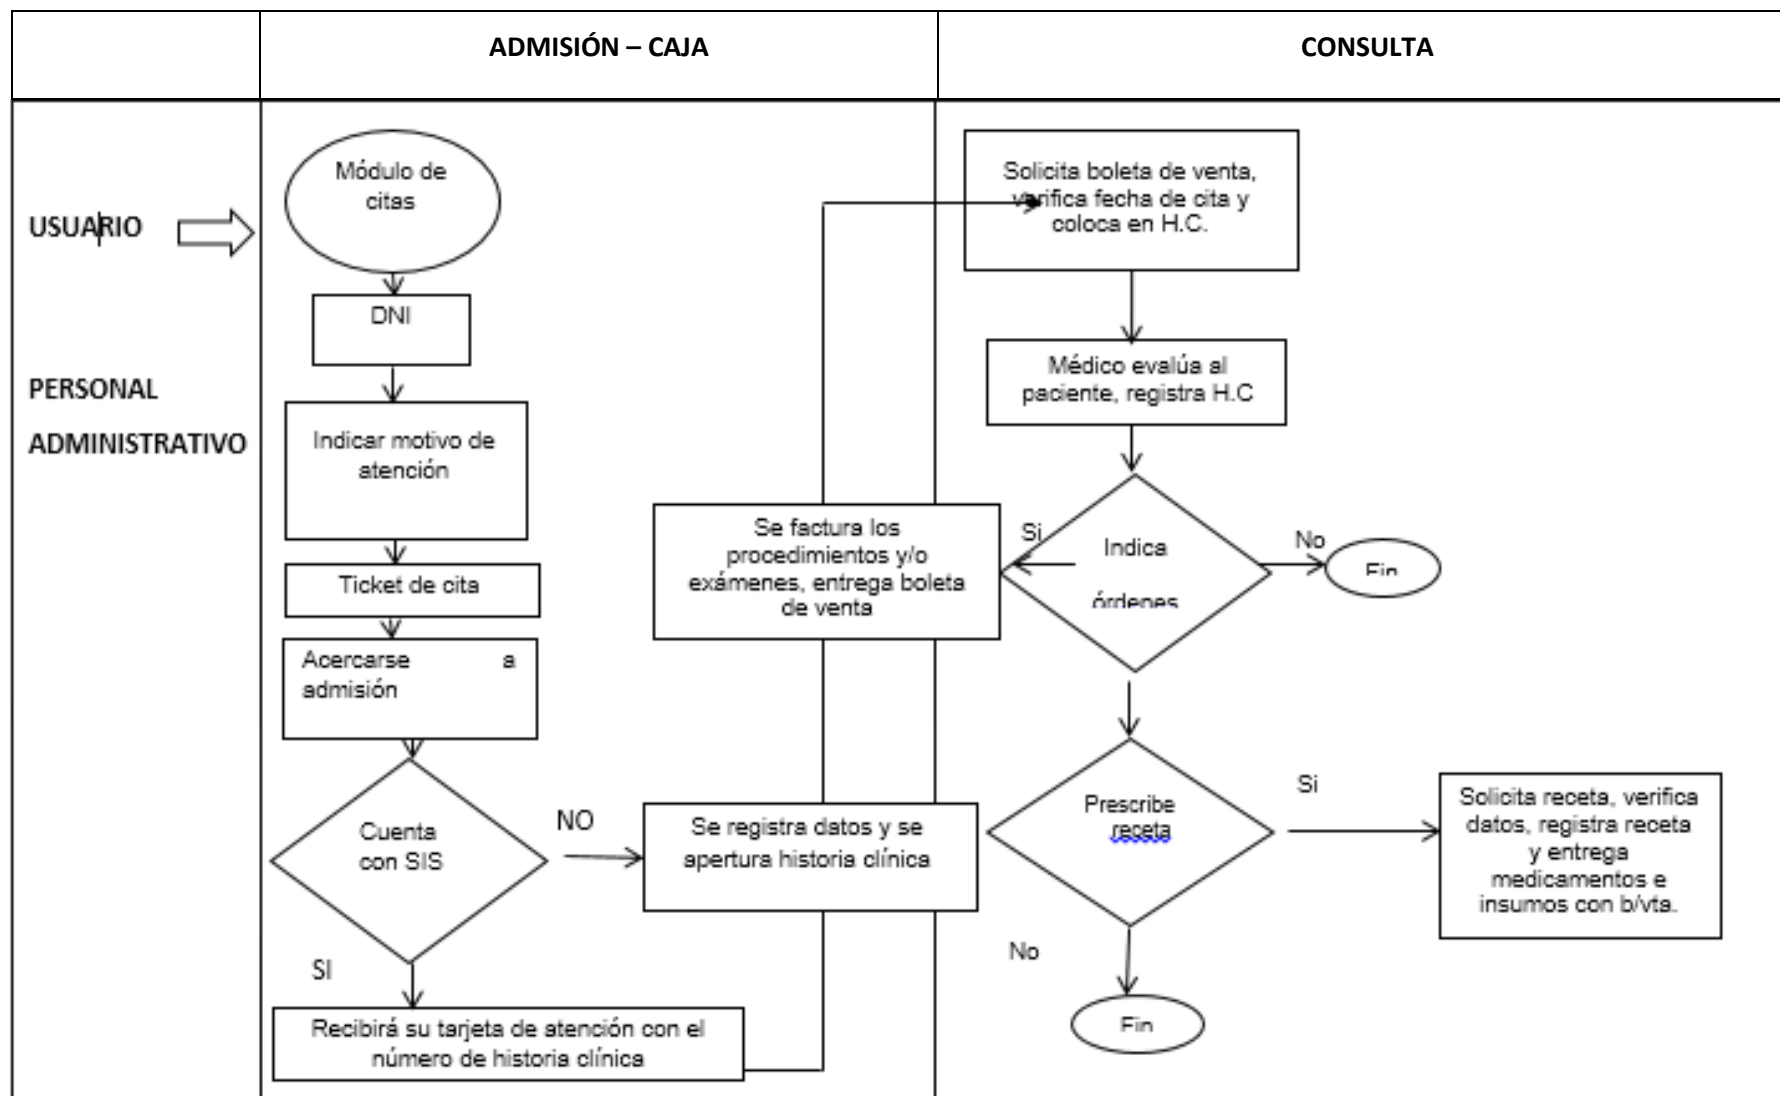 ADMISIÓN – CAJA
CONSULTA
USUARIO
PERSONAL
ADMINISTRATIVO
Módulo de
citas
DNI
Indicar motivo de
atención
Ticket de cita
Acercarse a
admisión
Cuenta
con SIS
NO
SI
Se registra datos y se
apertura historia clínica
Recibirá su tarjeta de atención con el
número de historia clínica
Se factura los
procedimientos y/o
exámenes, entrega boleta
de venta
Solicita boleta de venta,
verifica fecha de cita y
coloca en H.C.
Médico evalúa al
paciente, registra H.C
Si
Indica
órdenes
No
Fin
Prescribe
receta
Si
Solicita receta, verifica
datos, registra receta
y entrega
medicamentos e
insumos con b/vta.
No
Fin